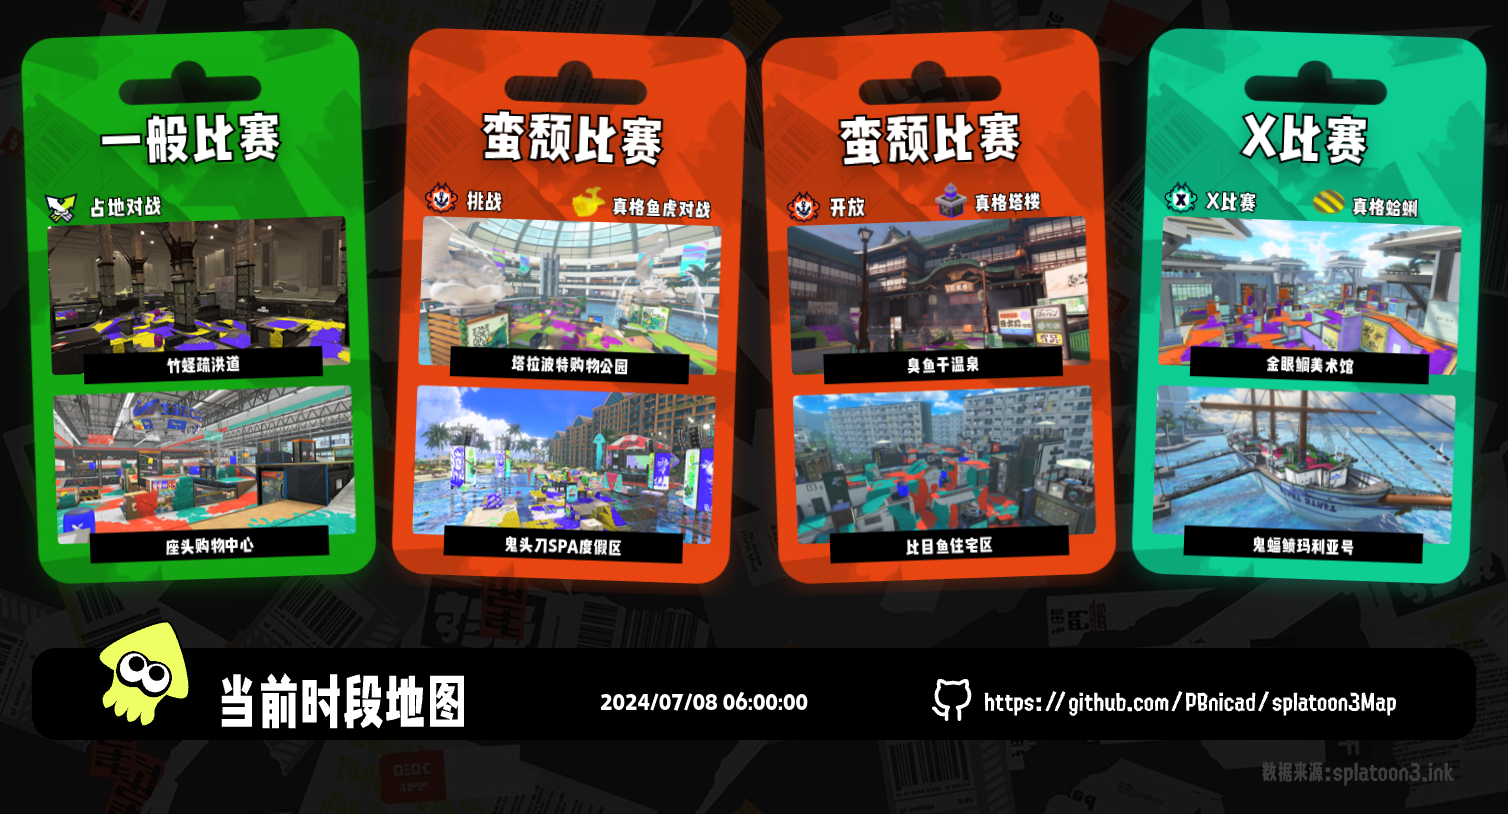 一般比赛
占地对战
竹蛏疏洪道
座头购物中心
蛮颓比赛
挑战
真格鱼虎对战
塔拉波特购物公园
鬼头刀SPA度假区
蛮颓比赛
开放
真格塔楼
臭鱼干温泉
比目鱼住宅区
X比赛
X比赛
真格蛤蜊
金眼鲷美术馆
鬼蝠鲼玛利亚号
当前时段地图
2024/07/08 06:00:00
https://github.com/PBnicad/splatoon3Map
数据来源:splatoon3.ink